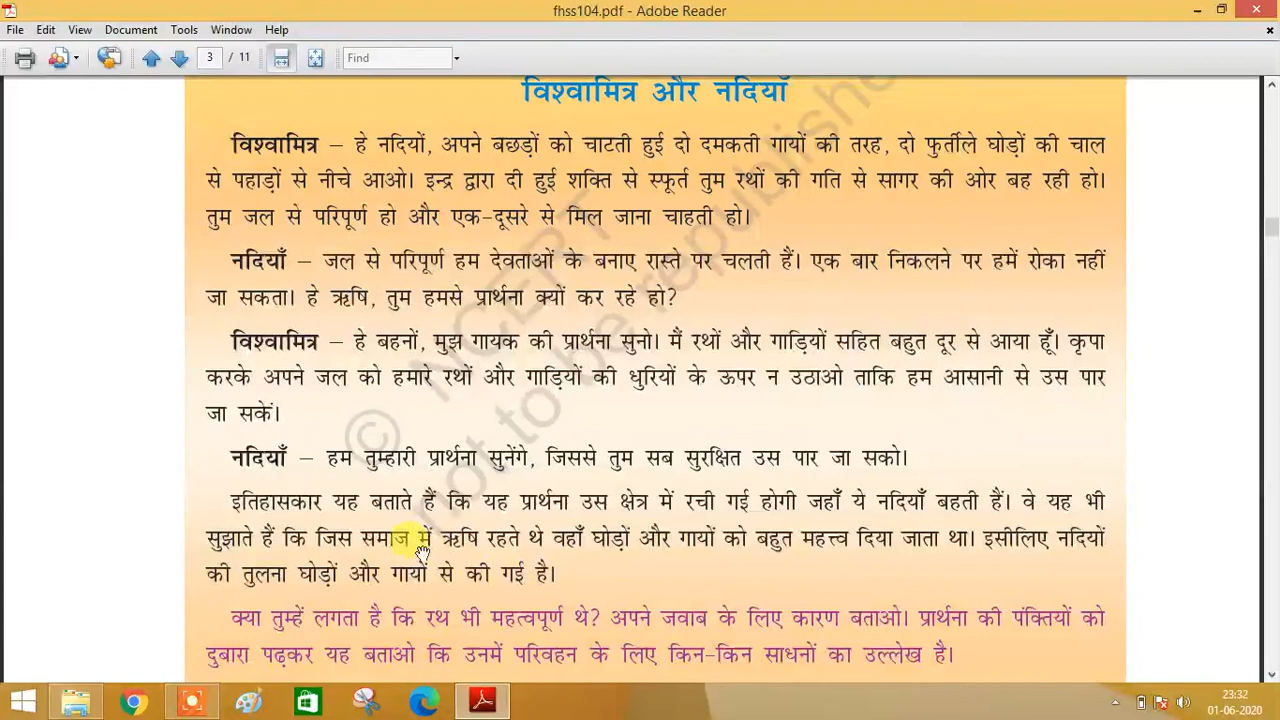 fhss104.pdf - Adobe Reader
File Edit View Document Tools Window Help
3 / 11 Find
विश्वामित्र और नदियाँ
विश्वामित्र – हे नदियों, अपने बछड़ों को चाटती हुई दो दमकती गायों की तरह, दो फुर्तीले घोड़ों की चाल
से पहाड़ों से नीचे आओ। इन्द्र द्वारा दी हुई शक्ति से स्फूर्त तुम रथों की गति से सागर की ओर बह रही हो।
तुम जल से परिपूर्ण हो और एक-दूसरे से मिल जाना चाहती हो।
नदियाँ – जल से परिपूर्ण हम देवताओं के बनाए रास्ते पर चलती हैं। एक बार निकलने पर हमें रोका नहीं
जा सकता। हे ऋषि, तुम हमसे प्रार्थना क्यों कर रहे हो?
विश्वामित्र – हे बहनों, मुझ गायक की प्रार्थना सुनो। मैं रथों और गाड़ियों सहित बहुत दूर से आया हूँ। कृपा
करके अपने जल को हमारे रथों और गाड़ियों की धुरियों के ऊपर न उठाओ ताकि हम आसानी से उस पार
जा सकें।
नदियाँ – हम तुम्हारी प्रार्थना सुनेंगे, जिससे तुम सब सुरक्षित उस पार जा सको।
इतिहासकार यह बताते हैं कि यह प्रार्थना उस क्षेत्र में रची गई होगी जहाँ ये नदियाँ बहती हैं। वे यह भी
सुझाते हैं कि जिस समाज में ऋषि रहते थे वहाँ घोड़ों और गायों को बहुत महत्त्व दिया जाता था। इसीलिए नदियों
की तुलना घोड़ों और गायों से की गई है।
क्या तुम्हें लगता है कि रथ भी महत्वपूर्ण थे? अपने जवाब के लिए कारण बताओ। प्रार्थना की पंक्तियों को
दुबारा पढ़कर यह बताओ कि उनमें परिवहन के लिए किन-किन साधनों का उल्लेख है।
© NCERT
not to be republished
23:32
01-06-2020